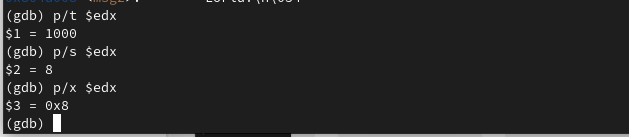 (gdb) p/t $edx
$1 = 1000
(gdb) p/s $edx
$2 = 8
(gdb) p/x $edx
$3 = 0x8
(gdb)